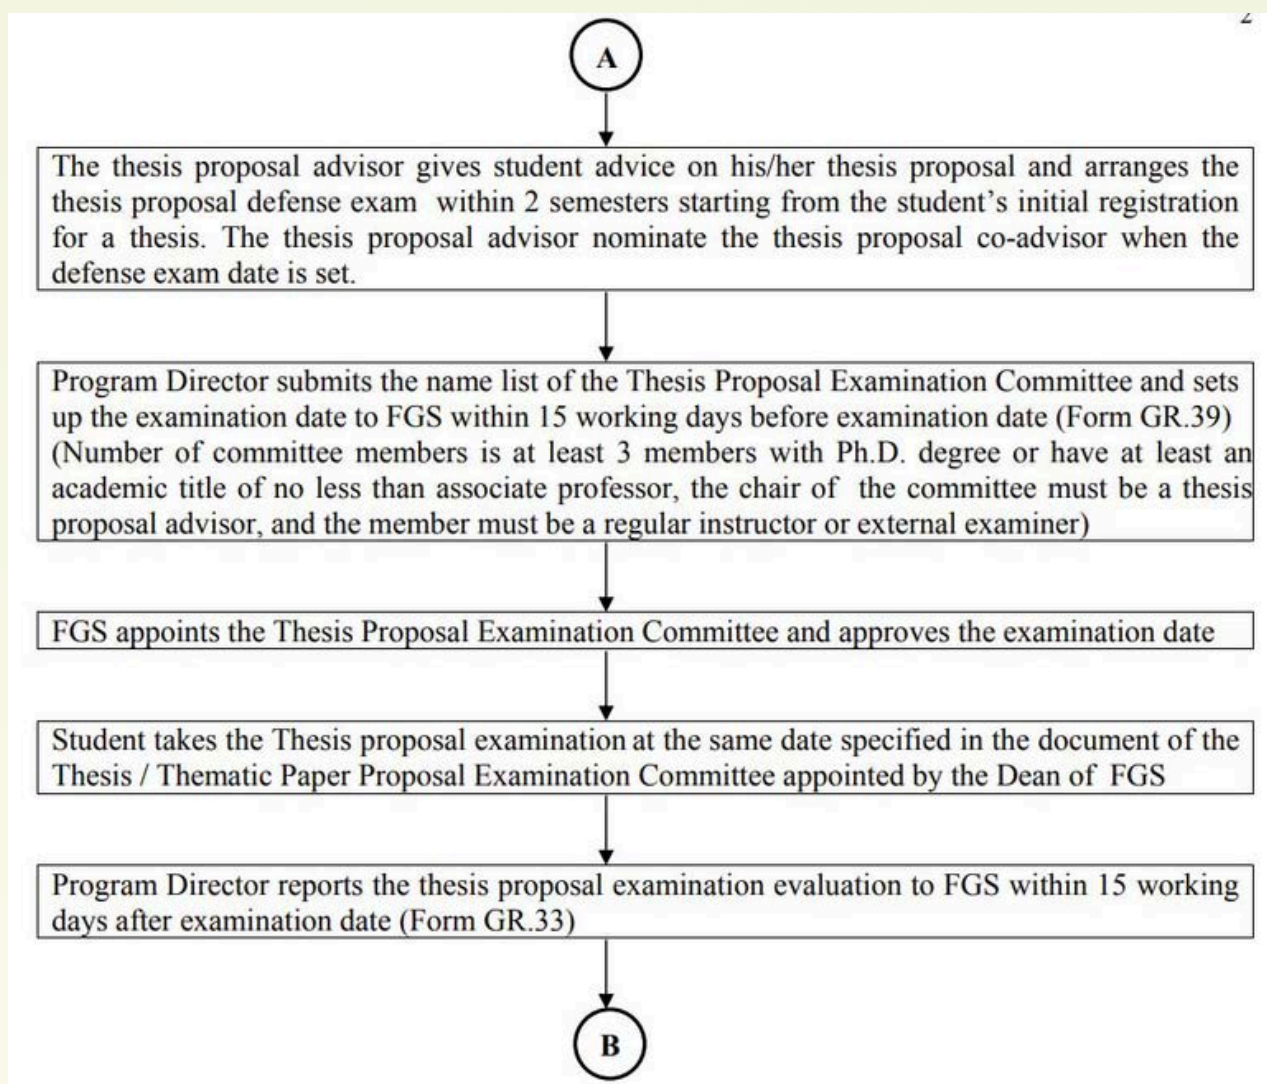 2
A
The thesis proposal advisor gives student advice on his/her thesis proposal and arranges the
thesis proposal defense exam within 2 semesters starting from the student's initial registration
for a thesis. The thesis proposal advisor nominate the thesis proposal co-advisor when the
defense exam date is set.
Program Director submits the name list of the Thesis Proposal Examination Committee and sets
up the examination date to FGS within 15 working days before examination date (Form GR.39)
(Number of committee members is at least 3 members with Ph.D. degree or have at least an
academic title of no less than associate professor, the chair of the committee must be a thesis
proposal advisor, and the member must be a regular instructor or external examiner)
FGS appoints the Thesis Proposal Examination Committee and approves the examination date
Student takes the Thesis proposal examination at the same date specified in the document of the
Thesis / Thematic Paper Proposal Examination Committee appointed by the Dean of FGS
Program Director reports the thesis proposal examination evaluation to FGS within 15 working
days after examination date (Form GR.33)
B